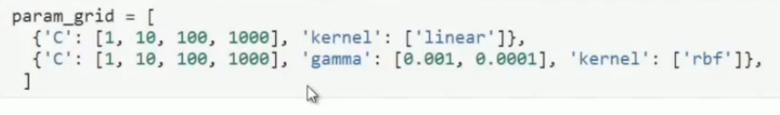 param_grid = [
{'C': [1, 10, 100, 1000], 'kernel': ['linear']},
{'C': [1, 10, 100, 1000], 'gamma': [0.001, 0.0001], 'kernel': ['rbf']},
]